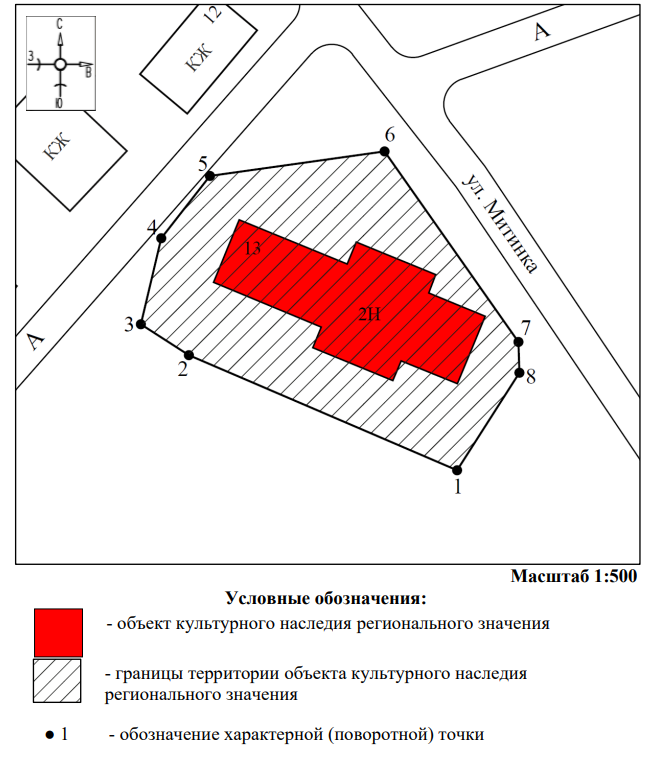 С
З
В
Ю
12
КЖ
КЖ
А
А
ул. Митинка
6
5
4
3
2
13
2Н
7
8
1
Масштаб 1:500
Условные обозначения:
- объект культурного наследия регионального значения
- границы территории объекта культурного наследия
регионального значения
● 1 - обозначение характерной (поворотной) точки